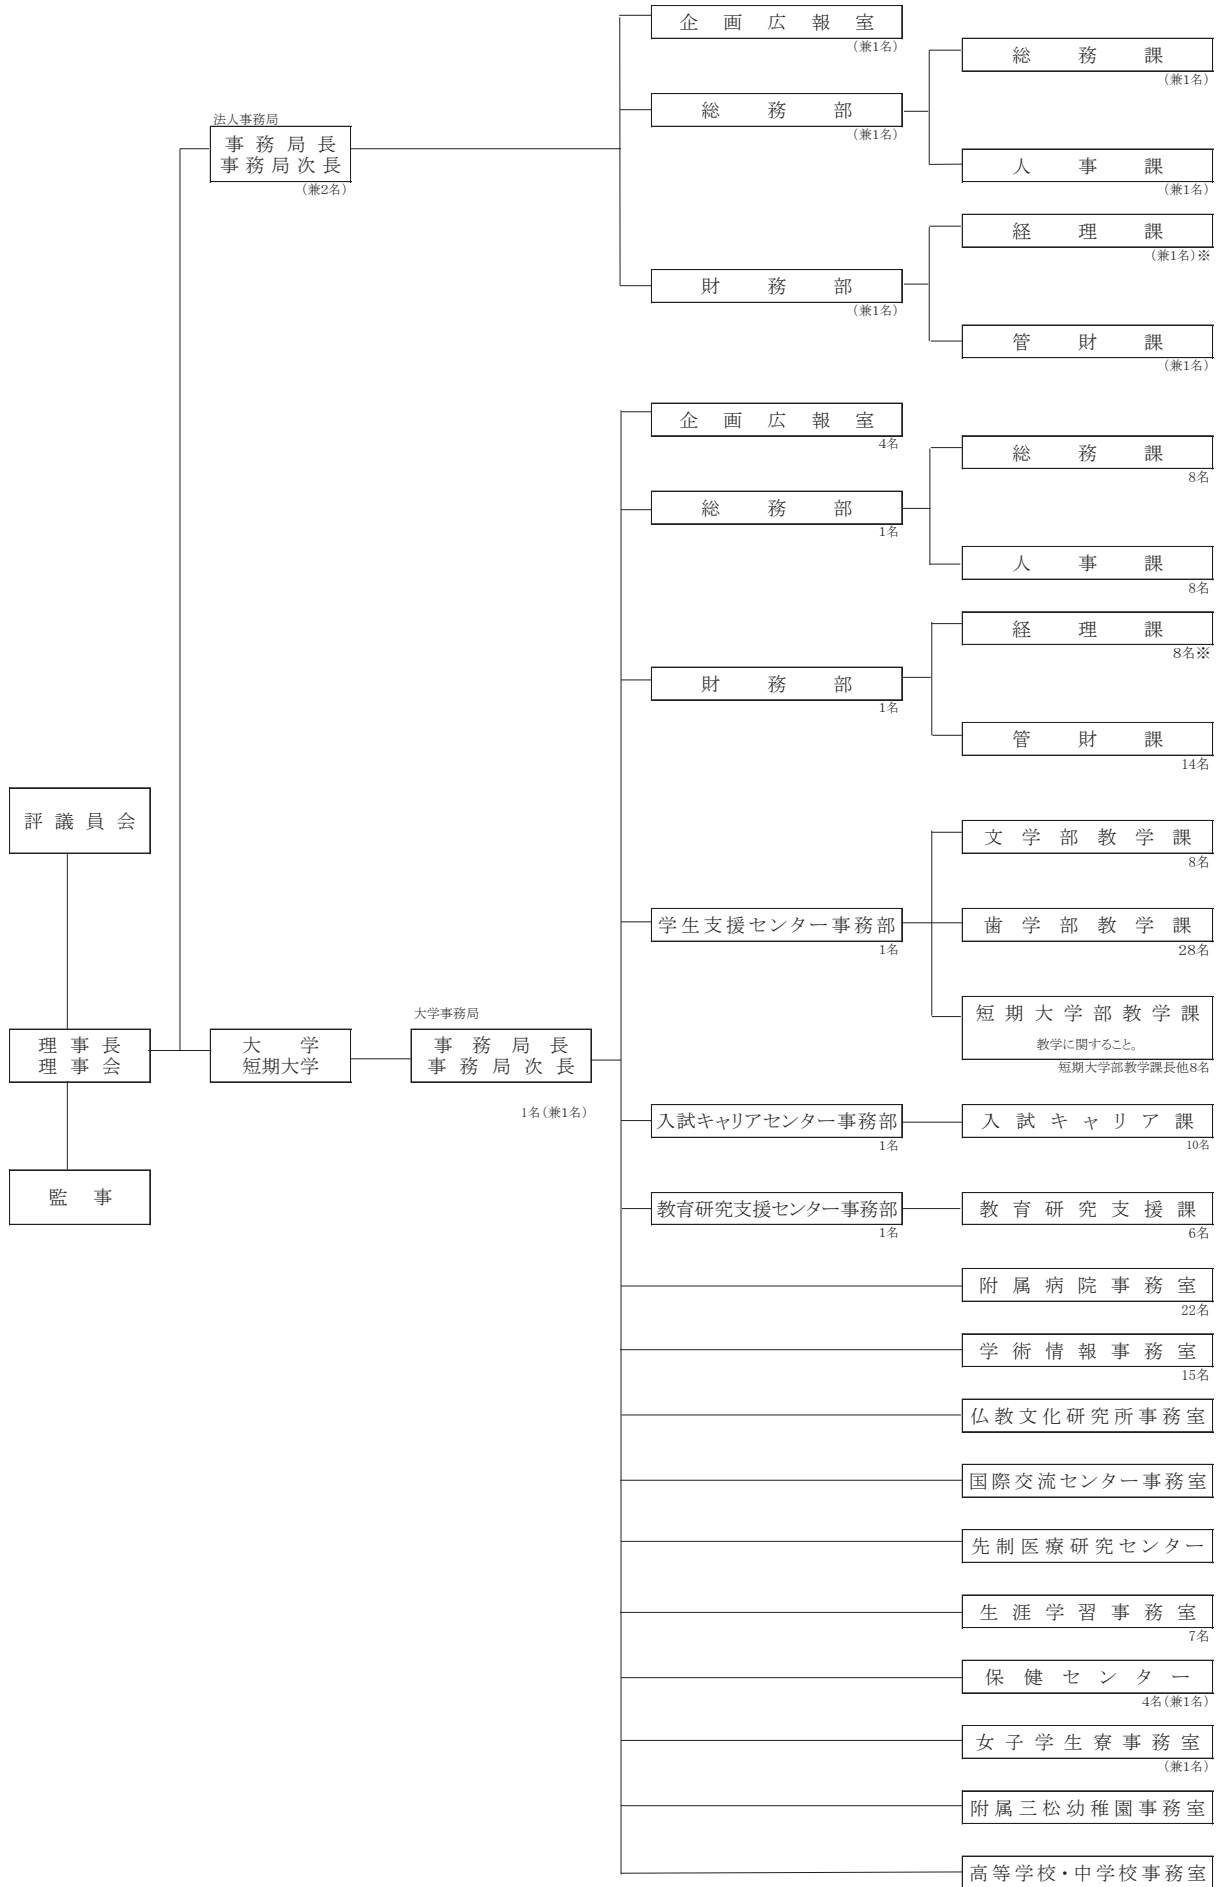 企画広報室
(兼1名)
総務課
(兼1名)
総務部
(兼1名)
法人事務局
事務局長
事務局次長
(兼2名)
人事課
(兼1名)
経理課
(兼1名)※
財務部
(兼1名)
管財課
(兼1名)
企画広報室
4名
総務課
8名
総務部
1名
人事課
8名
経理課
8名※
財務部
1名
管財課
14名
評議員会
文学部教学課
8名
学生支援センター事務部
1名
歯学部教学課
28名
短期大学部教学課
教学に関すること。
短期大学部教学課長他8名
理事長
理事会
大学
短期大学
大学事務局
事務局長
事務局次長
1名(兼1名)
入試キャリアセンター事務部
1名
入試キャリア課
10名
監事
教育研究支援センター事務部
1名
教育研究支援課
6名
附属病院事務室
22名
学術情報事務室
15名
仏教文化研究所事務室
国際交流センター事務室
先制医療研究センター
生涯学習事務室
7名
保健センター
4名(兼1名)
女子学生寮事務室
(兼1名)
附属三松幼稚園事務室
高等学校・中学校事務室